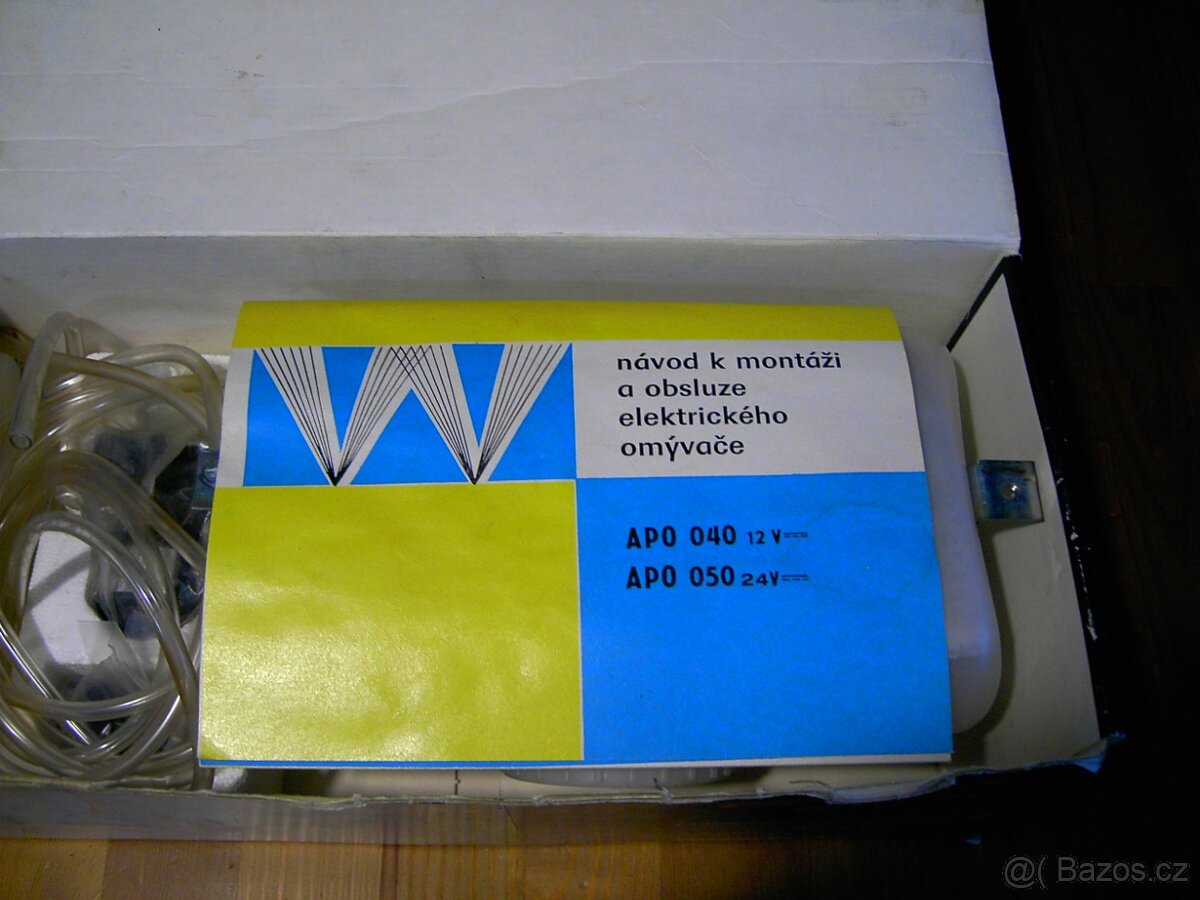 návod k montáži
a obsluze
elektrického
omývače
APO 040 12 V
APO 050 24V
@( Bazos.cz